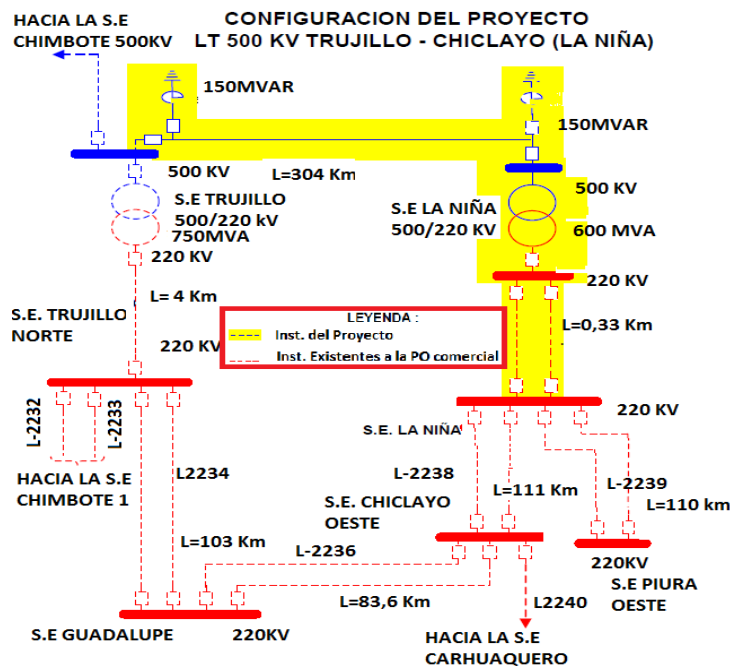 HACIA LA S.E
CHIMBOTE 500KV
CONFIGURACION DEL PROYECTO
LT 500 KV TRUJILLO - CHICLAYO (LA NIÑA)
150MVAR
150MVAR
500 KV
L=304 Km
S.E TRUJILLO
500/220 kV
750MVA
220 KV
500 KV
S.E LA NIÑA
500/220 KV
600 MVA
220 KV
L= 4 Km
S.E. TRUJILLO
NORTE
220 KV
LEYENDA :
Inst. del Proyecto
Inst. Existentes a la PO comercial
L=0,33 Km
220 KV
L-2232
L-2233
HACIA LA S.E
CHIMBOTE 1
L2234
L=103 Km
S.E. LA NIÑA
L-2238
L=111 Km
L-2239
L=110 km
S.E. CHICLAYO
OESTE
L-2236
220KV
S.E PIURA
OESTE
L=83,6 Km
L2240
S.E GUADALUPE
220KV
HACIA LA S.E
CARHUAQUERO